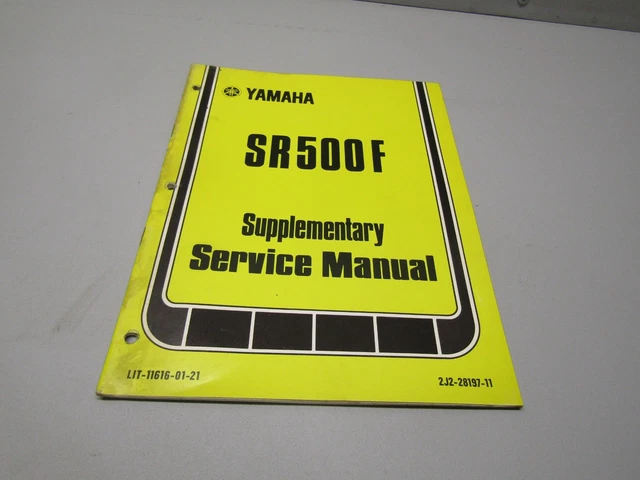 YAMAHA
SR500F
Supplementary
Service Manual
LIT-11616-01-21
2J2-28197-11